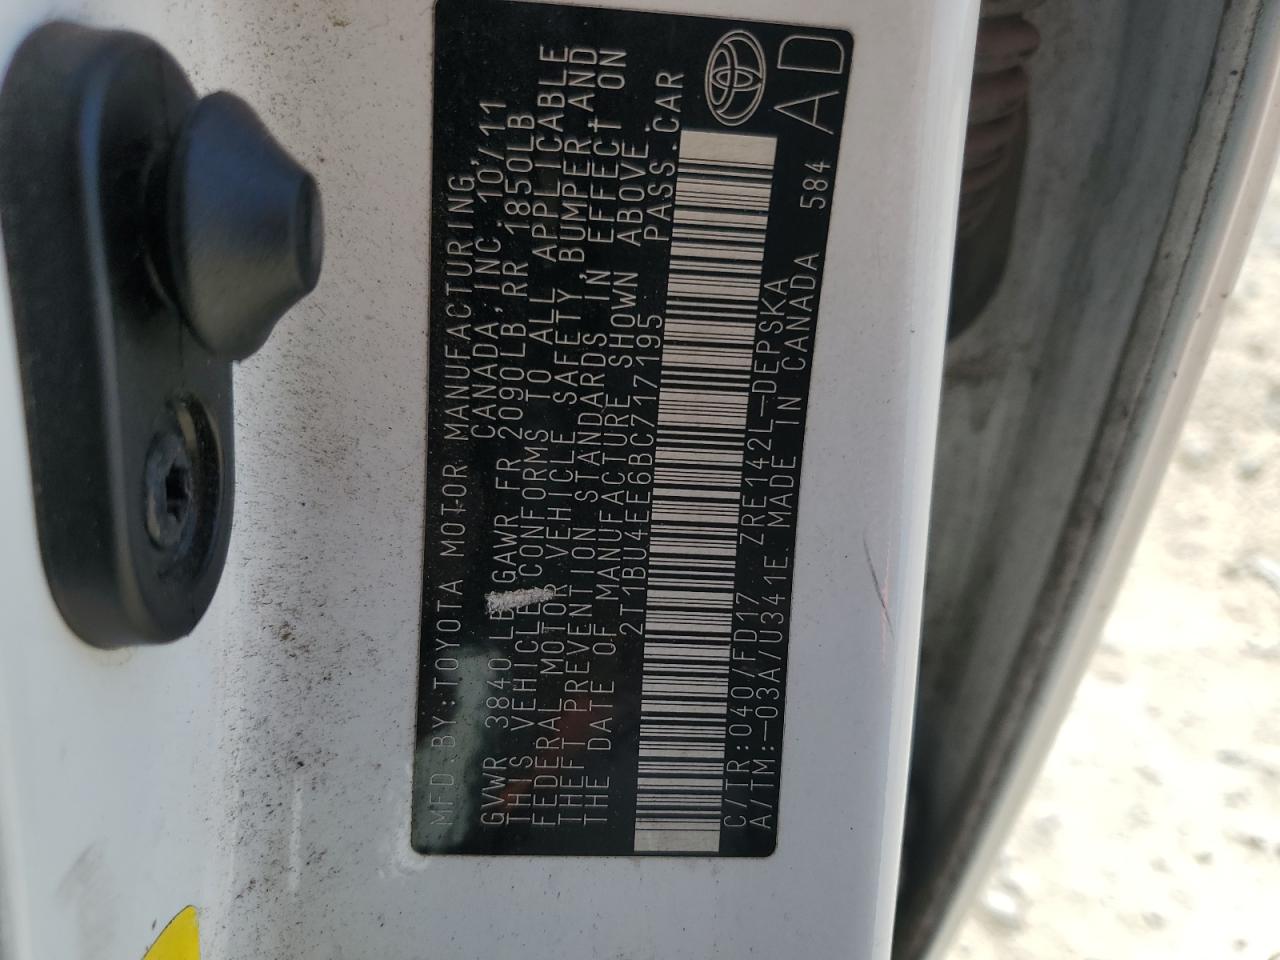 MFD.BY:TOYOTA MOTOR MANUFACTURING,
CANADA,INC. 10/11
GVWR 3840 LB GAWR FR 2090LB,RR 1850LB
THIS VEHICLE CONFORMS TO ALL APPLICABLE
FEDERAL MOTOR VEHICLE SAFETY,BUMPER,AND
THEFT PREVENTION STANDARDS IN EFFECT ON
THE DATE OF MANUFACTURE SHOWN ABOVE.
2T1BU4EE6BC717195 PASS.CAR
C/TR:040/FD17 ZRE142L-DEPSKA
A/TM:-03A/U341E.MADE IN CANADA 584
AD